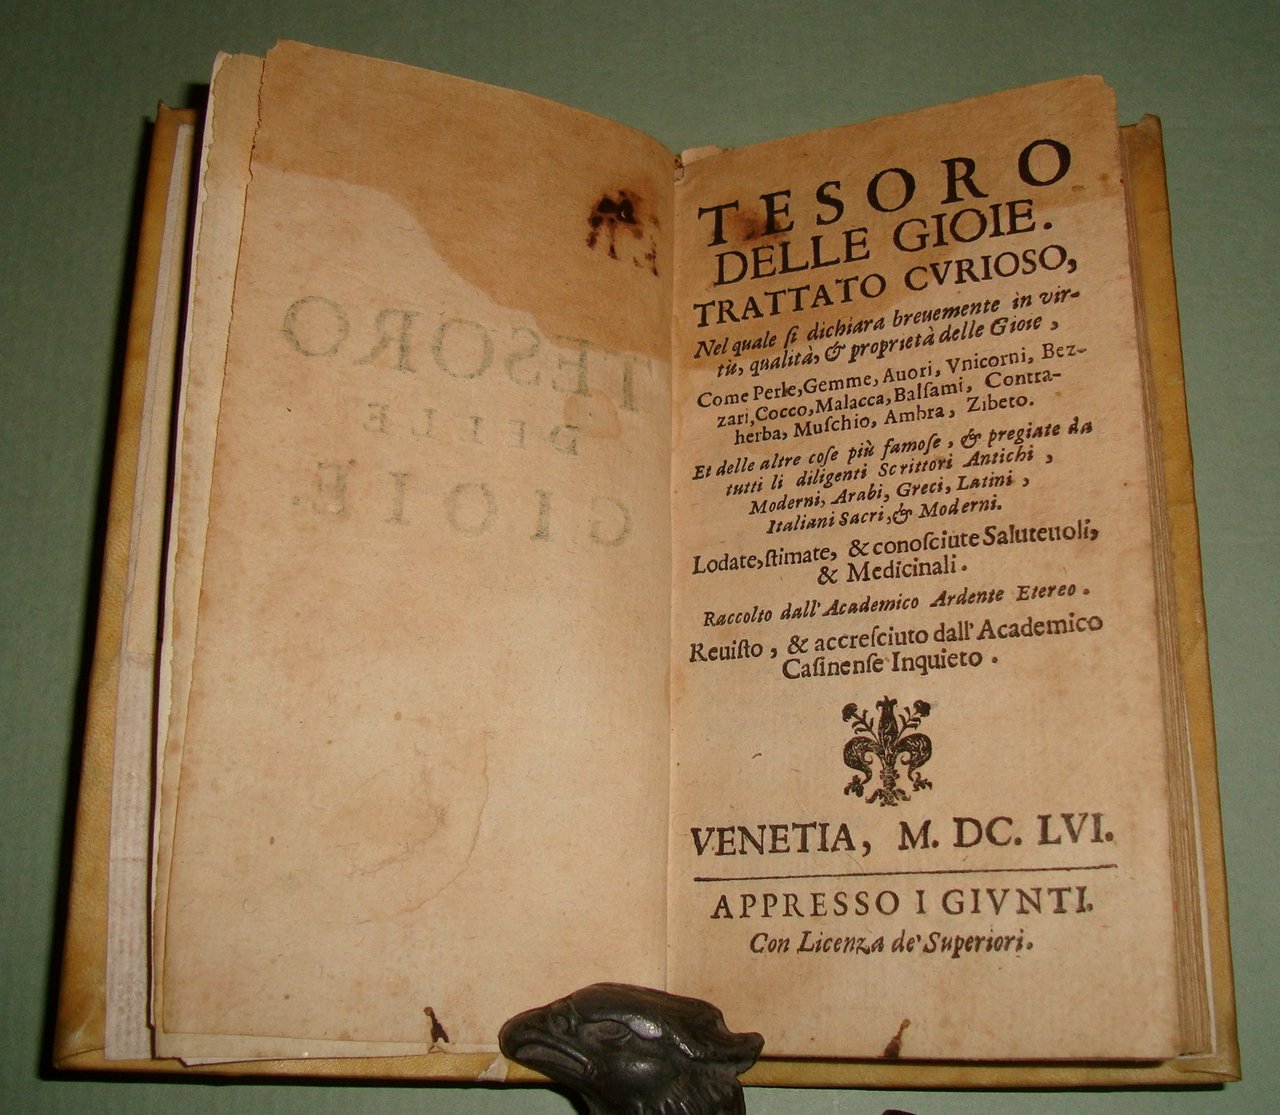 TESORO
DELLE
GIOIE.
TESORO
DELLE GIOIE.
TRATTATO CVRIOSO,
Nel quale ſi dichiara breuemente in vir-
tù, qualità, & proprietà delle Gioie,
Come Perle, Gemme, Auori, Vnicorni, Bez-
zari, Cocco, Malacca, Balſami, Contra-
herba, Muſchio, Ambra, Zibeto.
Et delle altre coſe più famoſe, & pregiate da
tutti li diligenti Scrittori Antichi,
Moderni, Arabi, Greci, Latini,
Italiani Sacri, & Moderni.
Lodate, ſtimate, & conoſciute Saluteuoli,
& Medicinali.
Raccolto dall'Academico Ardente Etereo.
Reuiſto, & accreſciuto dall'Academico
Caſinenſe Inquieto.
VENETIA, M. DC. LVI.
APPRESSO I GIVNTI.
Con Licenza de' Superiori.